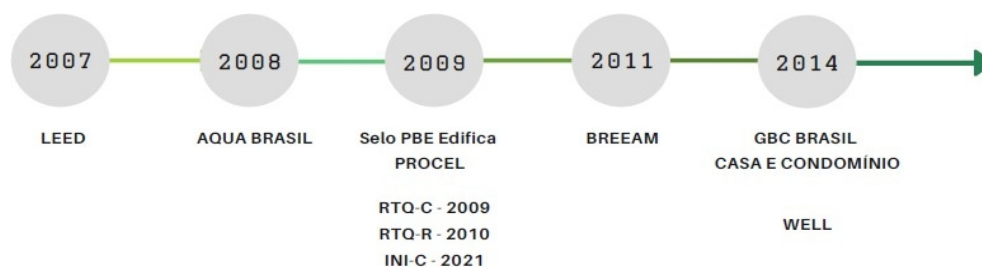 2007
2008
2009
2011
2014
LEED
AQUA BRASIL
Selo PBE Edifica
PROCEL
RTQ-C - 2009
RTQ-R - 2010
INI-C - 2021
BREEAM
GBC BRASIL
CASA E CONDOMÍNIO
WELL